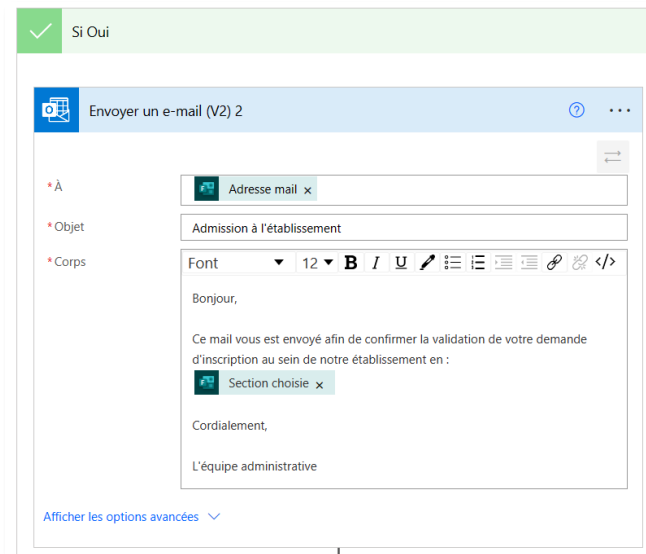 Si Oui
Envoyer un e-mail (V2) 2
* À
Adresse mail ×
* Objet
Admission à l'établissement
* Corps
Font 12 B I U </>
Bonjour,
Ce mail vous est envoyé afin de confirmer la validation de votre demande
d'inscription au sein de notre établissement en :
Section choisie ×
Cordialement,
L'équipe administrative
Afficher les options avancées